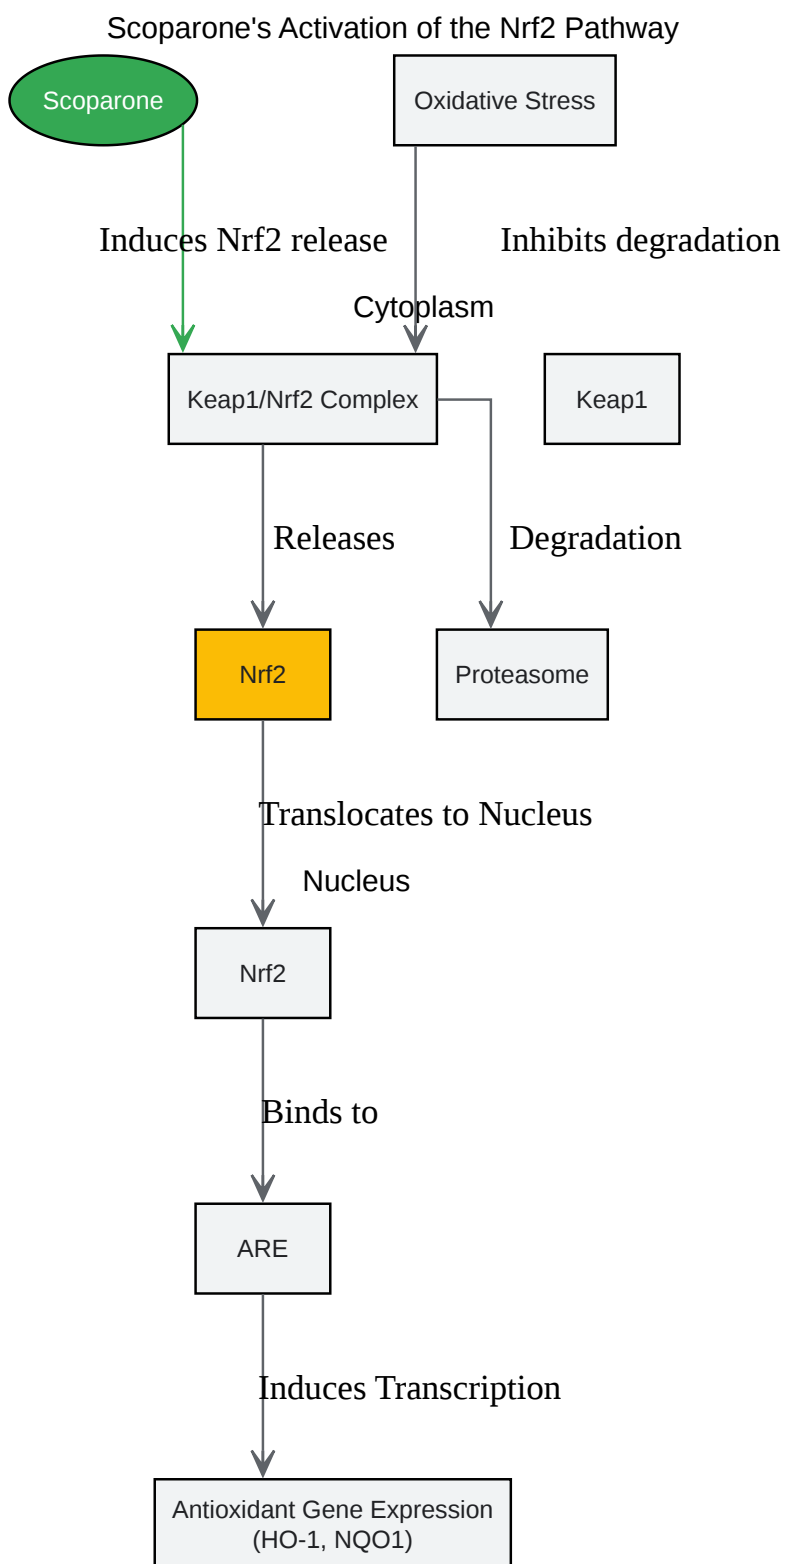 Scoparone's Activation of the Nrf2 Pathway
Scoparone
Oxidative Stress
Induces Nrf2 release
Inhibits degradation
Cytoplasm
Keap1/Nrf2 Complex
Keap1
Releases
Degradation
Nrf2
Proteasome
Translocates to Nucleus
Nucleus
Nrf2
Binds to
ARE
Induces Transcription
Antioxidant Gene Expression
(HO-1, NQO1)